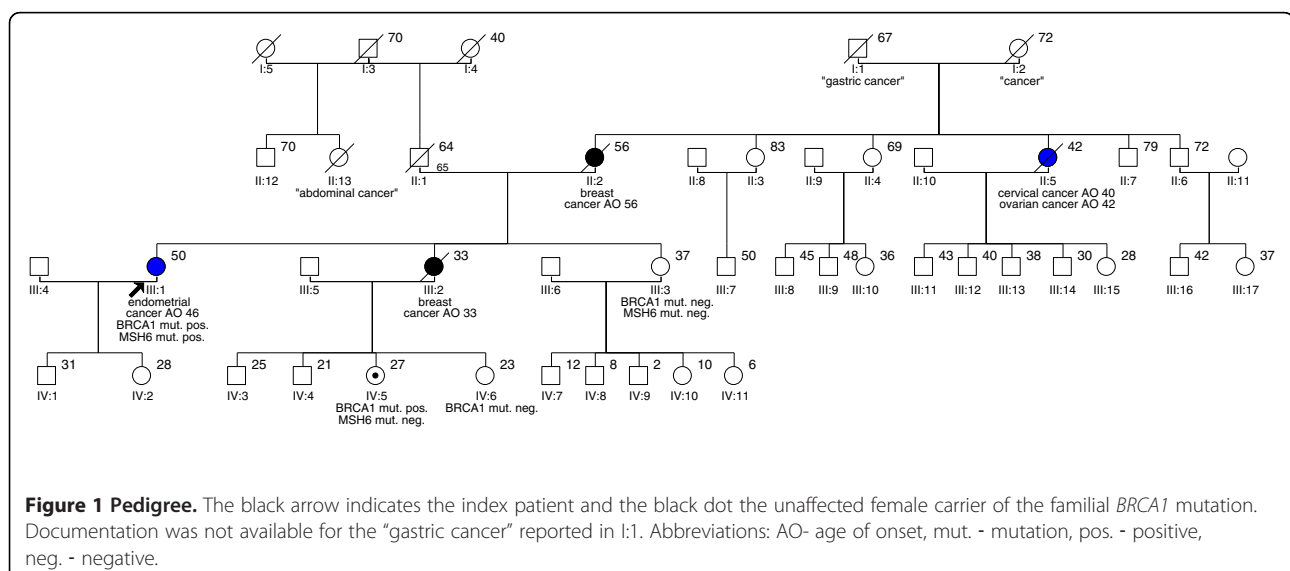 70 40 67 72
I:5 I:3 I:4 I:1 I:2
"gastric cancer" "cancer"
70 64 56 83 69 42 79 72
65
II:12 II:13 II:1 II:2 II:8 II:3 II:9 II:4 II:10 II:5 II:7 II:6 II:11
"abdominal cancer" breast cervical cancer AO 40
cancer AO 56 ovarian cancer AO 42
50 33 37 50 45 48 36 43 40 38 30 28 42 37
III:4 III:1 III:5 III:2 III:6 III:3 III:7 III:8 III:9 III:10 III:11 III:12 III:13 III:14 III:15 III:16 III:17
endometrial breast BRCA1 mut. neg.
cancer AO 46 cancer AO 33 MSH6 mut. neg.
BRCA1 mut. pos.
MSH6 mut. pos.
31 28 25 21 27 23 12 8 2 10 6
IV:1 IV:2 IV:3 IV:4 IV:5 IV:6 IV:7 IV:8 IV:9 IV:10 IV:11
BRCA1 mut. pos. BRCA1 mut. neg.
MSH6 mut. neg.
Figure 1 Pedigree. The black arrow indicates the index patient and the black dot the unaffected female carrier of the familial BRCA1 mutation.
Documentation was not available for the “gastric cancer” reported in I:1. Abbreviations: AO- age of onset, mut. - mutation, pos. - positive,
neg. - negative.